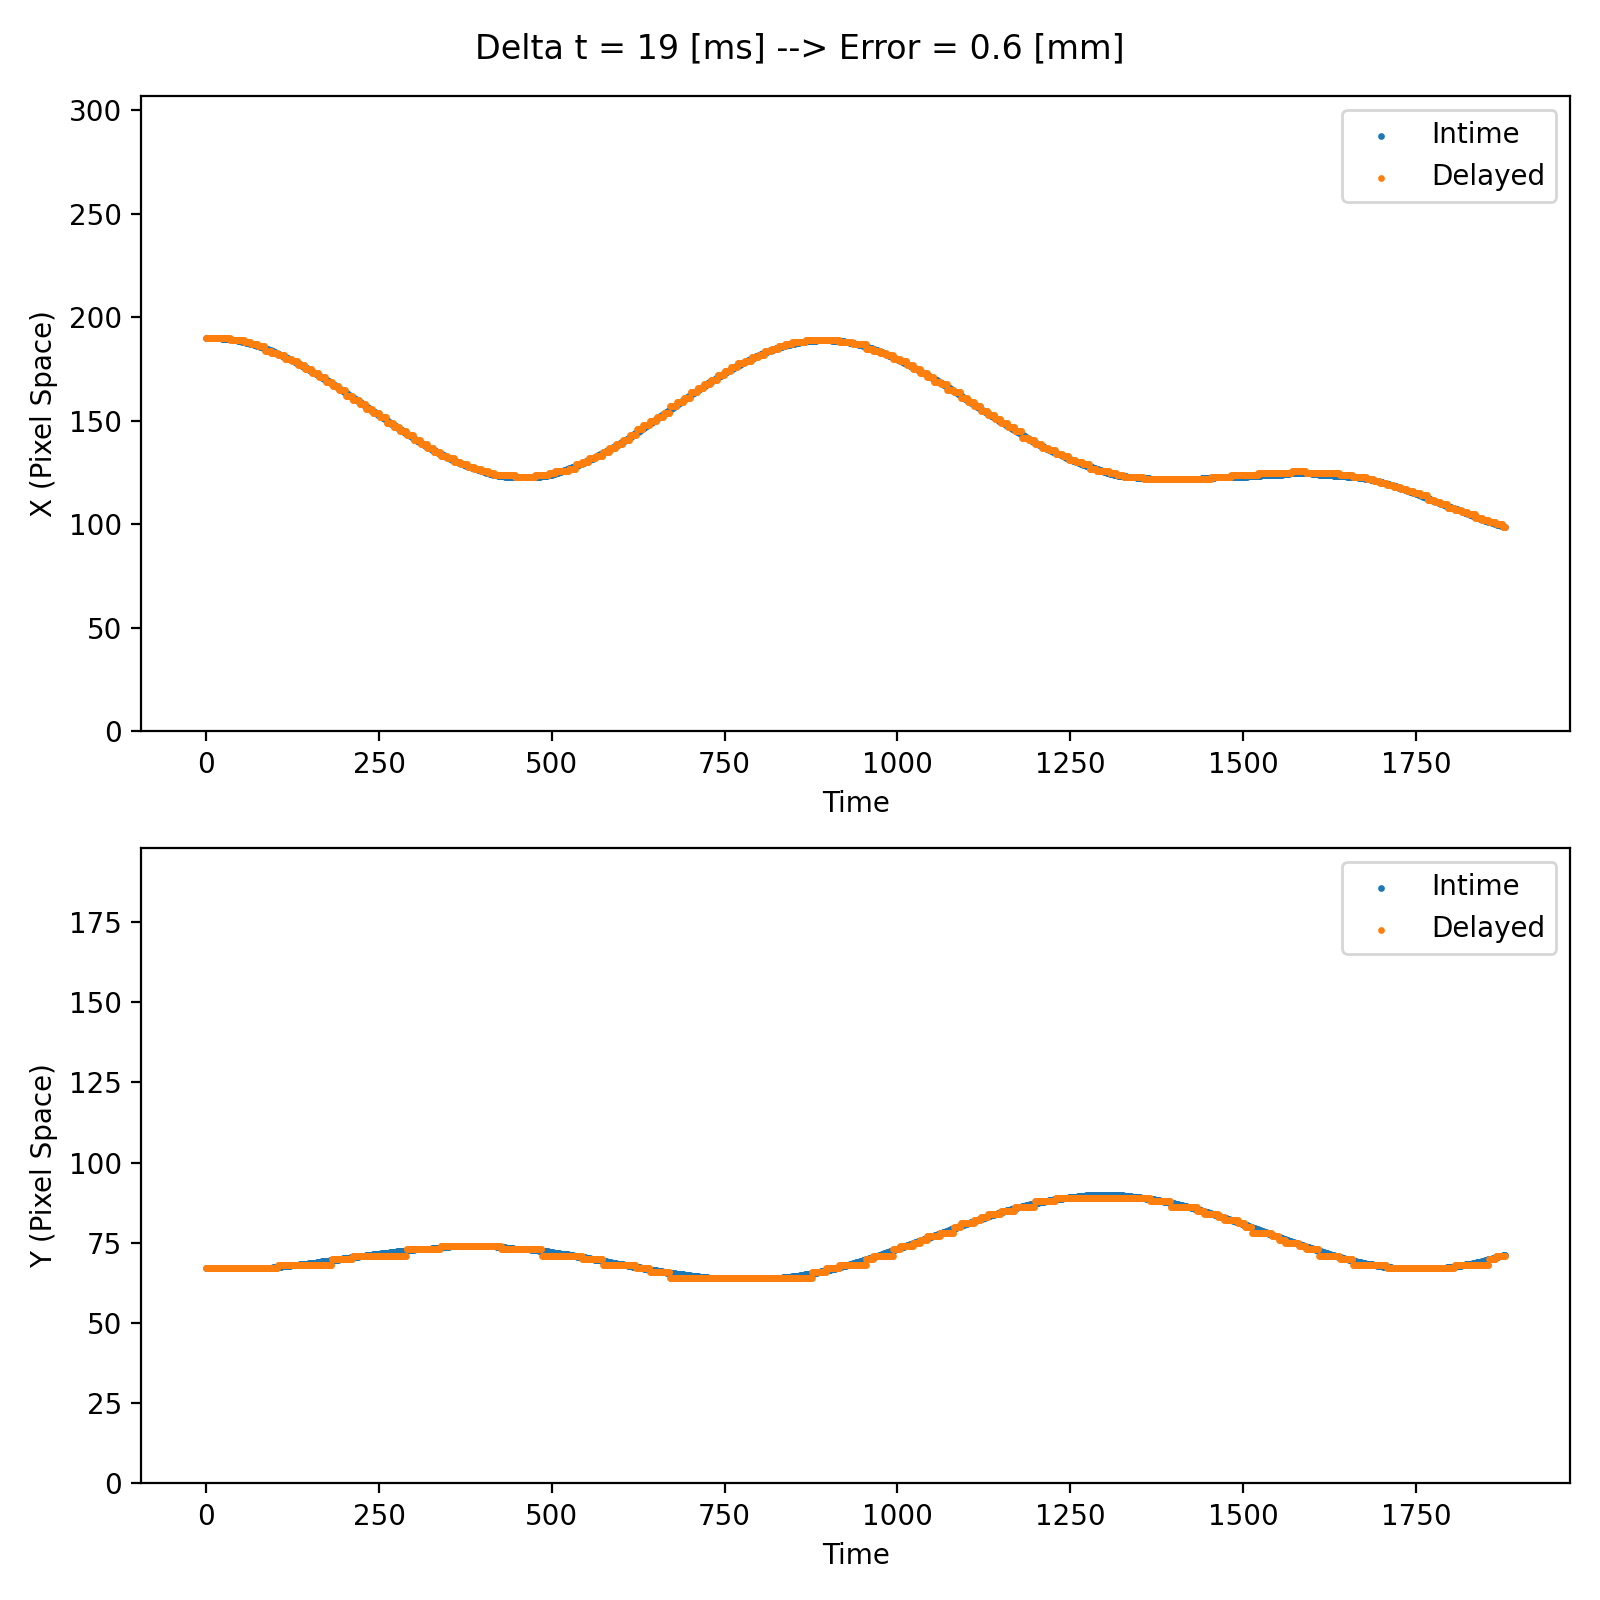 Delta t = 19 [ms] --> Error = 0.6 [mm]
300
250
200
150
100
50
0
X (Pixel Space)
Intime
Delayed
0 250 500 750 1000 1250 1500 1750
Time
175
150
125
100
75
50
25
0
Y (Pixel Space)
Intime
Delayed
0 250 500 750 1000 1250 1500 1750
Time